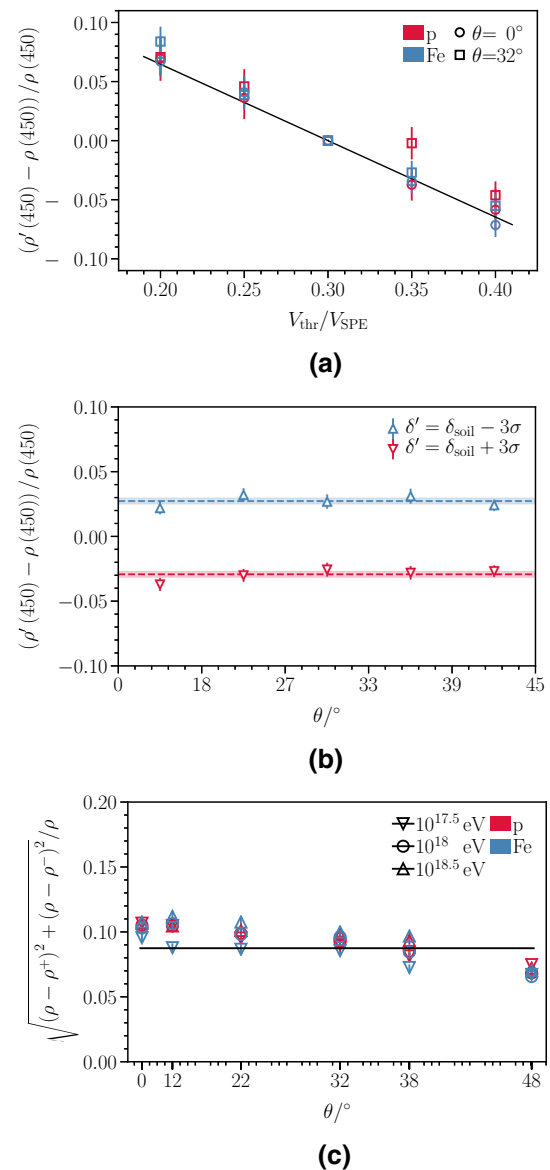 0.10
0.05
0.00
− 0.05
− 0.10
(ρ′(450) − ρ(450))/ρ(450)
p θ = 0°
Fe θ=32°
0.20 0.25 0.30 0.35 0.40
V_thr/V_SPE
(a)
0.10
0.05
0.00
−0.05
−0.10
(ρ′(450) − ρ(450))/ρ(450)
δ′ = δ_soil − 3σ
δ′ = δ_soil + 3σ
0 18 27 33 39 45
θ/°
(b)
0.20
0.15
0.10
0.05
0.00
√((ρ − ρ⁺)² + (ρ − ρ⁻)²/ρ
10^17.5 eV p
10^18 eV Fe
10^18.5 eV
0 12 22 32 38 48
θ/°
(c)